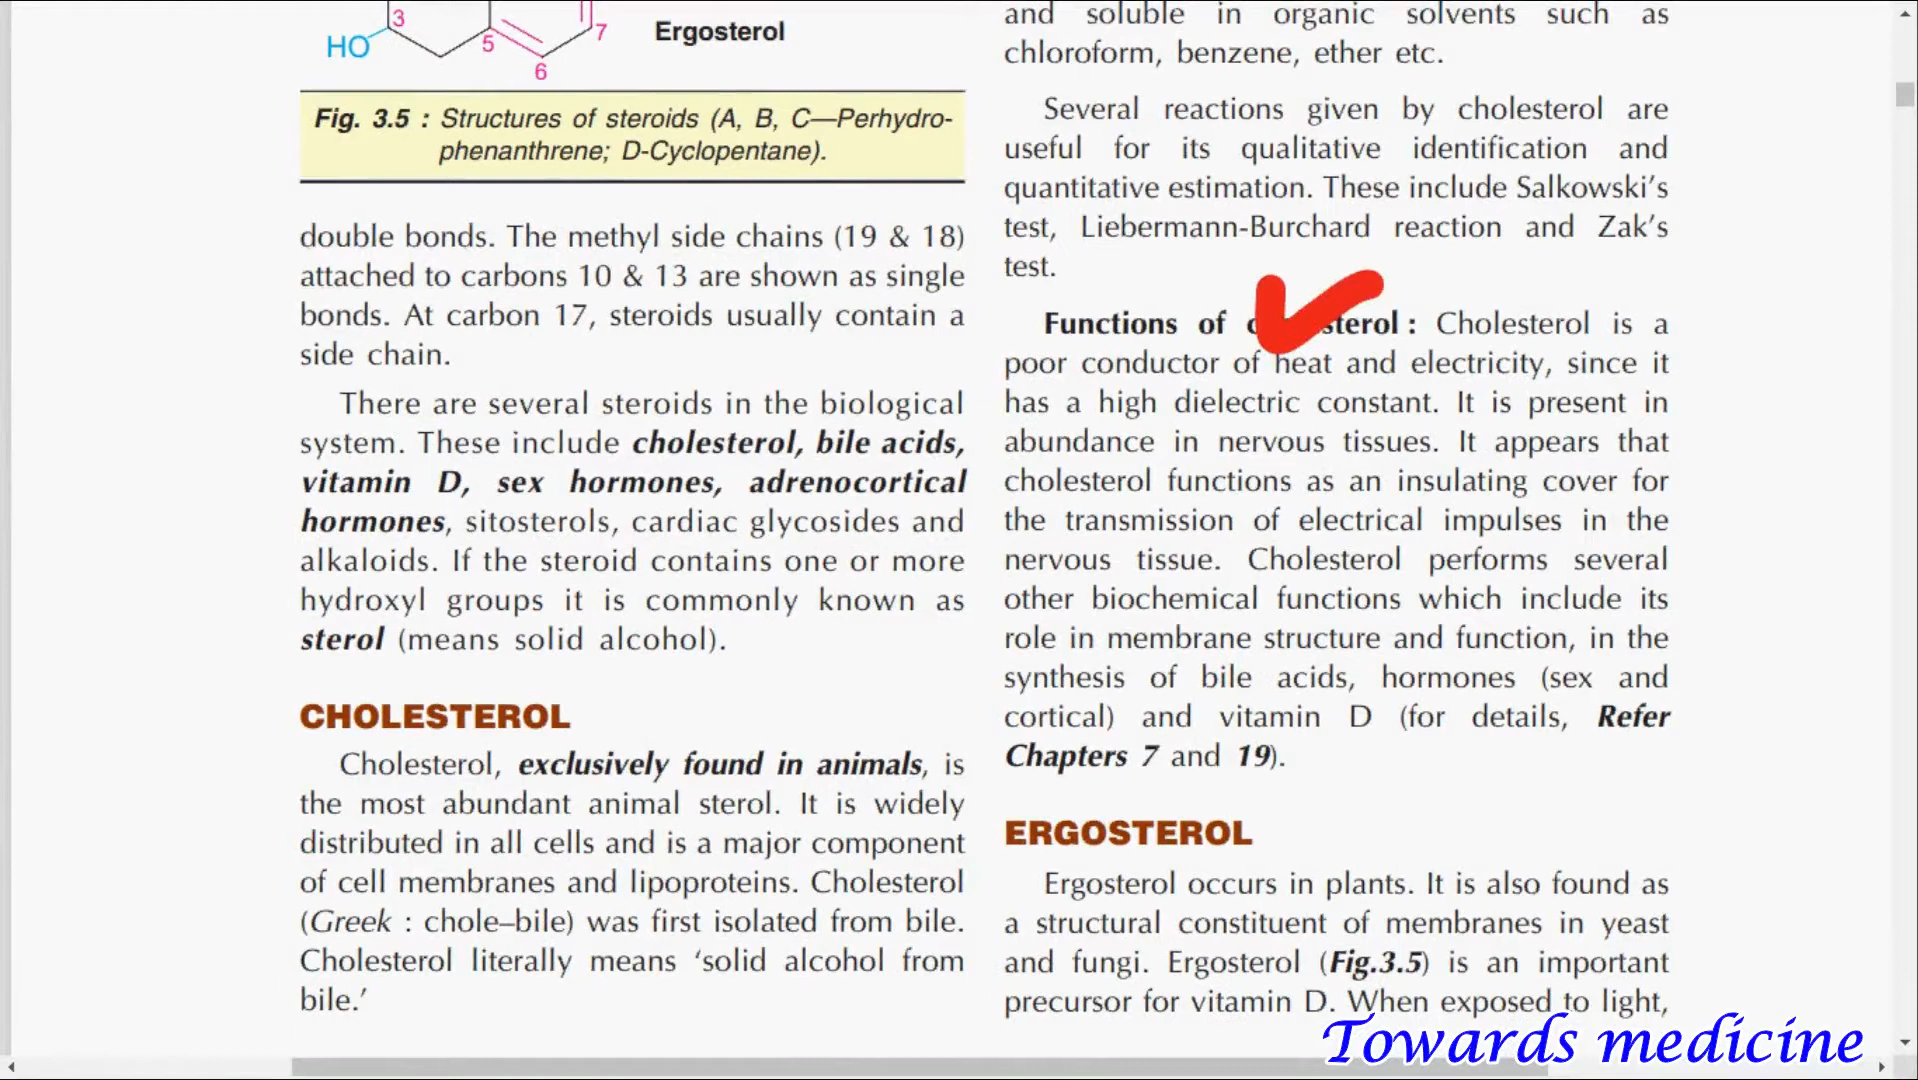 3
HO
5
7
6
Ergosterol
Fig. 3.5 : Structures of steroids (A, B, C—Perhydro-
phenanthrene; D-Cyclopentane).
double bonds. The methyl side chains (19 & 18)
attached to carbons 10 & 13 are shown as single
bonds. At carbon 17, steroids usually contain a
side chain.
There are several steroids in the biological
system. These include cholesterol, bile acids,
vitamin D, sex hormones, adrenocortical
hormones, sitosterols, cardiac glycosides and
alkaloids. If the steroid contains one or more
hydroxyl groups it is commonly known as
sterol (means solid alcohol).
CHOLESTEROL
Cholesterol, exclusively found in animals, is
the most abundant animal sterol. It is widely
distributed in all cells and is a major component
of cell membranes and lipoproteins. Cholesterol
(Greek : chole–bile) was first isolated from bile.
Cholesterol literally means ‘solid alcohol from
bile.’
and soluble in organic solvents such as
chloroform, benzene, ether etc.
Several reactions given by cholesterol are
useful for its qualitative identification and
quantitative estimation. These include Salkowski’s
test, Liebermann-Burchard reaction and Zak’s
test.
Functions of : Cholesterol is a
poor conductor of heat and electricity, since it
has a high dielectric constant. It is present in
abundance in nervous tissues. It appears that
cholesterol functions as an insulating cover for
the transmission of electrical impulses in the
nervous tissue. Cholesterol performs several
other biochemical functions which include its
role in membrane structure and function, in the
synthesis of bile acids, hormones (sex and
cortical) and vitamin D (for details, Refer
Chapters 7 and 19).
ERGOSTEROL
Ergosterol occurs in plants. It is also found as
a structural constituent of membranes in yeast
and fungi. Ergosterol (Fig.3.5) is an important
precursor for vitamin D. When exposed to light,
Towards medicine